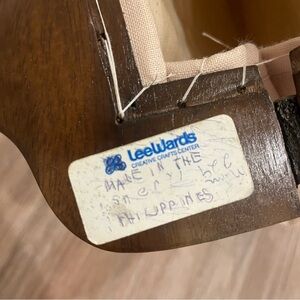 LeeWards
CREATIVE CRAFTS CENTER
MADE IN THE
PHILIPPINES